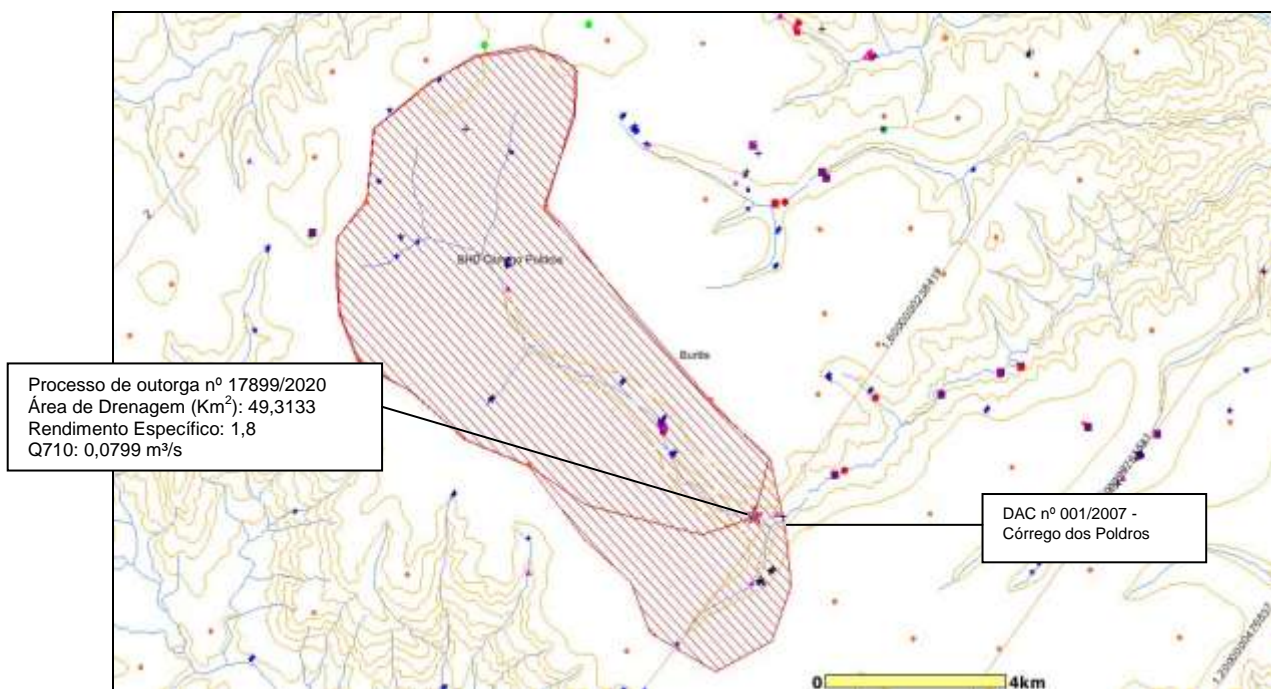 2
Buritis
Processo de outorga nº 17899/2020
Área de Drenagem (Km²): 49,3133
Rendimento Específico: 1,8
Q710: 0,0799 m³/s
DAC nº 001/2007 -
Córrego dos Poldros
0 4km